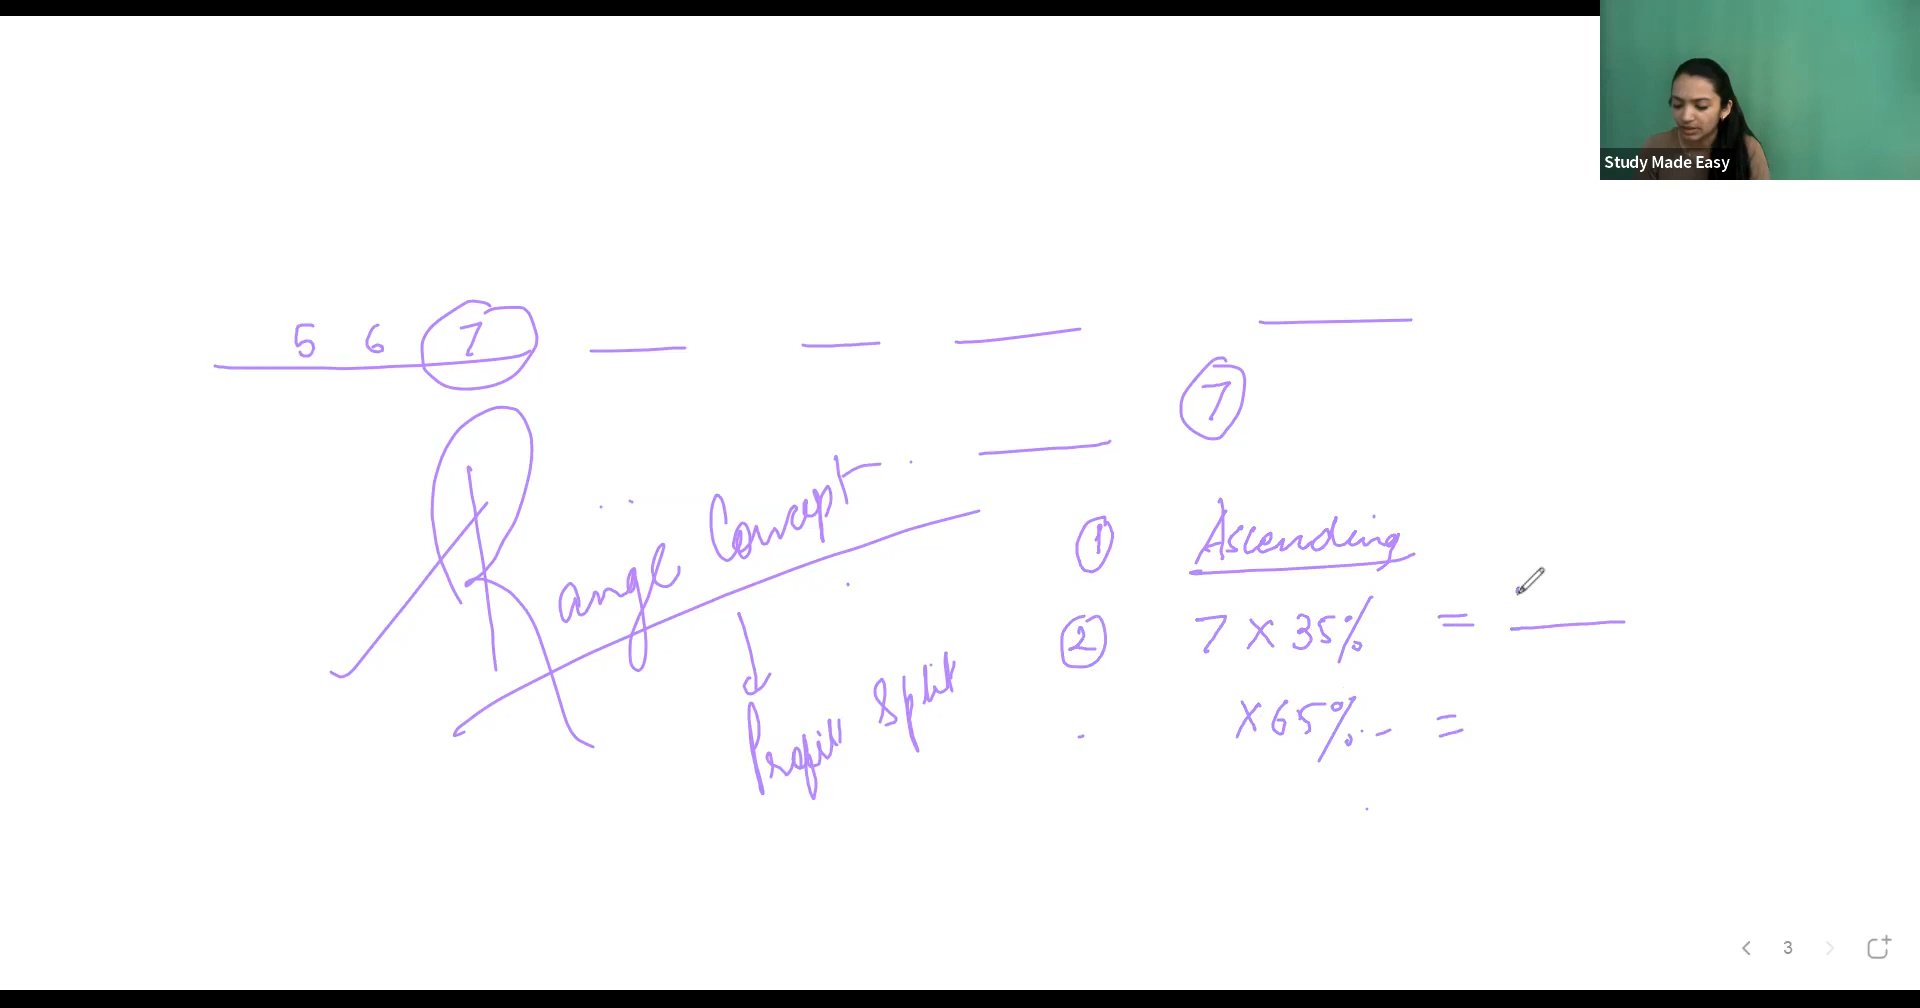 Study Made Easy
5 6 7
7
Range Concept
① Ascending
② 7 x 35% =
x 65% - =
Profit Split
3